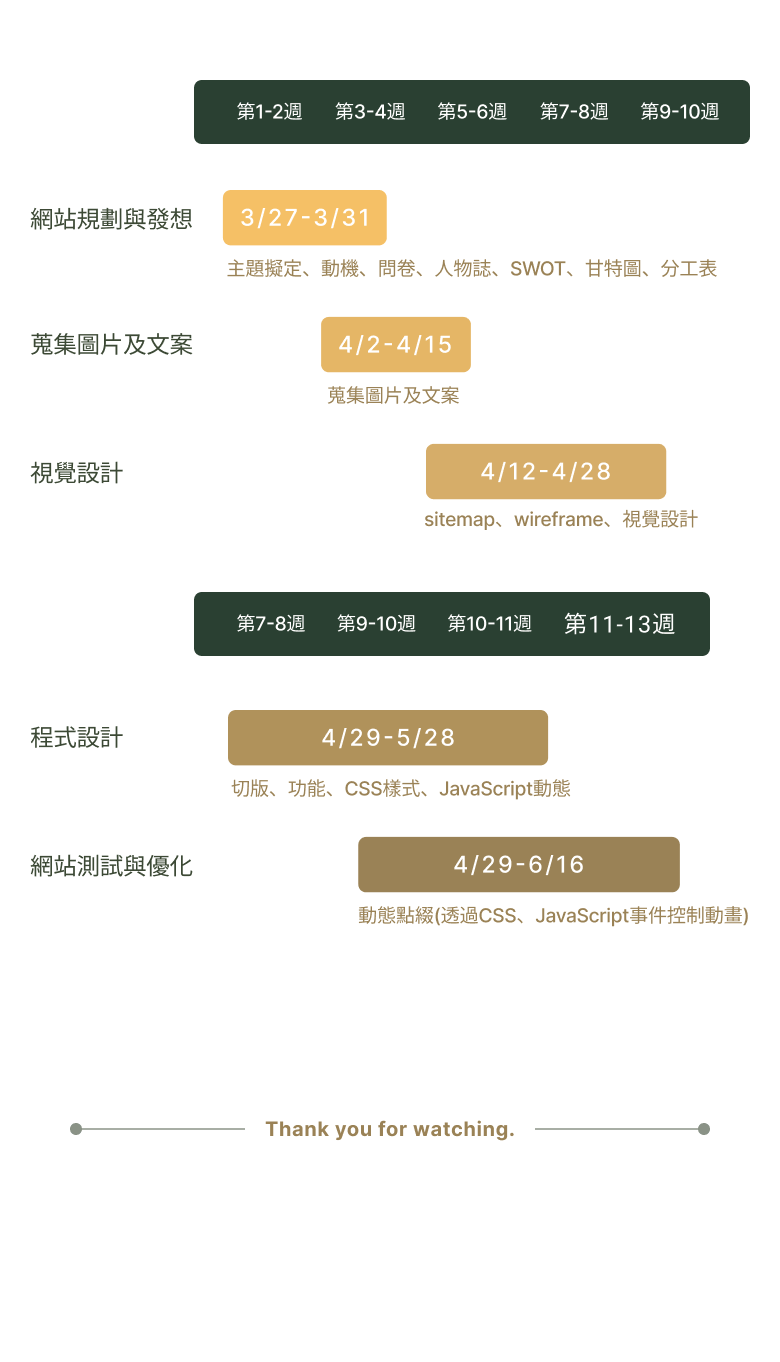 第1-2週 第3-4週 第5-6週 第7-8週 第9-10週
網站規劃與發想 3/27-3/31
主題擬定、動機、問卷、人物誌、SWOT、甘特圖、分工表
蒐集圖片及文案 4/2-4/15
蒐集圖片及文案
視覺設計 4/12-4/28
sitemap、wireframe、視覺設計
第7-8週 第9-10週 第10-11週 第11-13週
程式設計 4/29-5/28
切版、功能、CSS樣式、JavaScript動態
網站測試與優化 4/29-6/16
動態點綴(透過CSS、JavaScript事件控制動畫)
Thank you for watching.